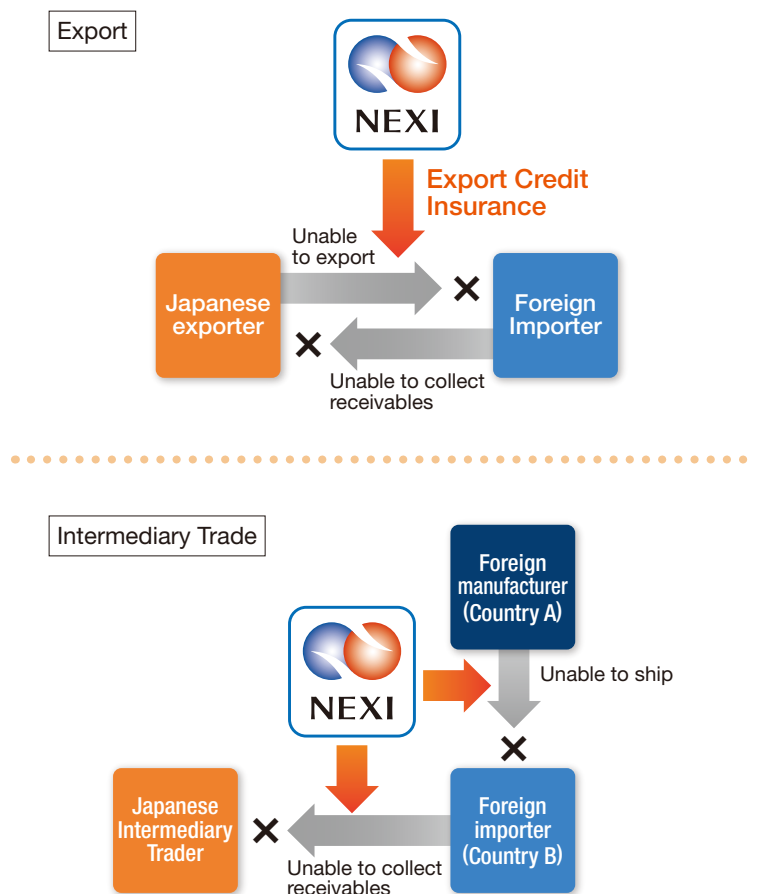 Export
NEXI
Export Credit
Insurance
Unable
to export
Japanese
exporter
Foreign
Importer
Unable to collect
receivables
Intermediary Trade
Foreign
manufacturer
(Country A)
NEXI
Unable to ship
Japanese
Intermediary
Trader
Foreign
importer
(Country B)
Unable to collect
receivables